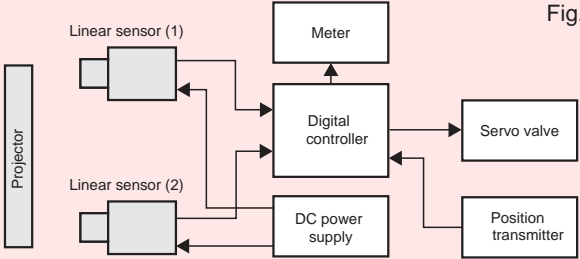 Fig.
Linear sensor (1)
Meter
Projector
Digital
controller
Servo valve
Linear sensor (2)
DC power
supply
Position
transmitter